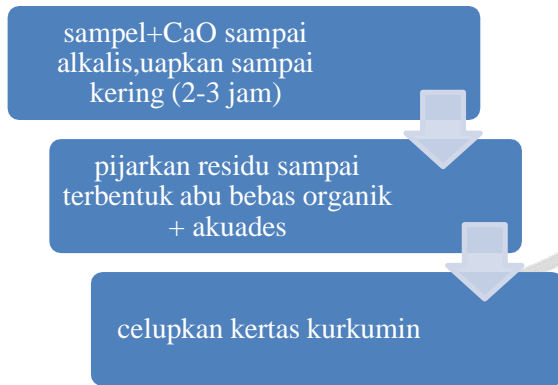 sampel+CaO sampai
alkalis,uapkan sampai
kering (2-3 jam)
pijarkan residu sampai
terbentuk abu bebas organik
+ akuades
celupkan kertas kurkumin